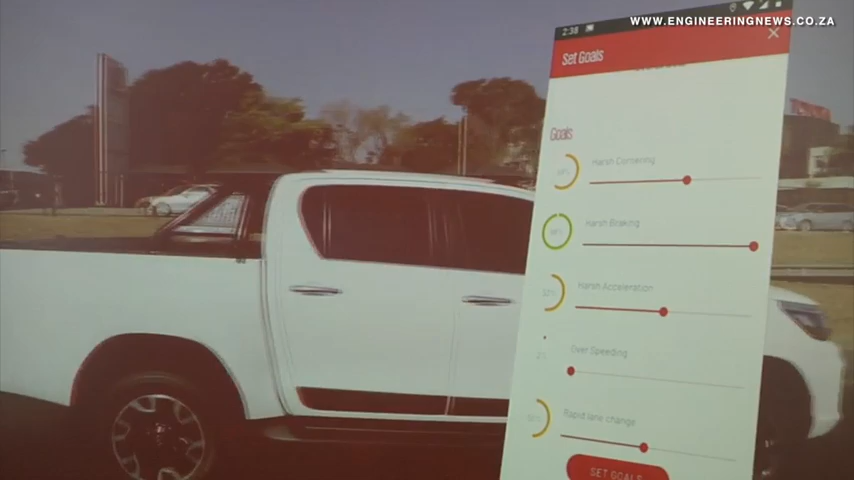 WWW.ENGINEERINGNEWS.CO.ZA
2:38
Set Goals
Goals
Harsh Cornering
Harsh Braking
Harsh Acceleration
Over Speeding
Rapid lane change
SET GOALS